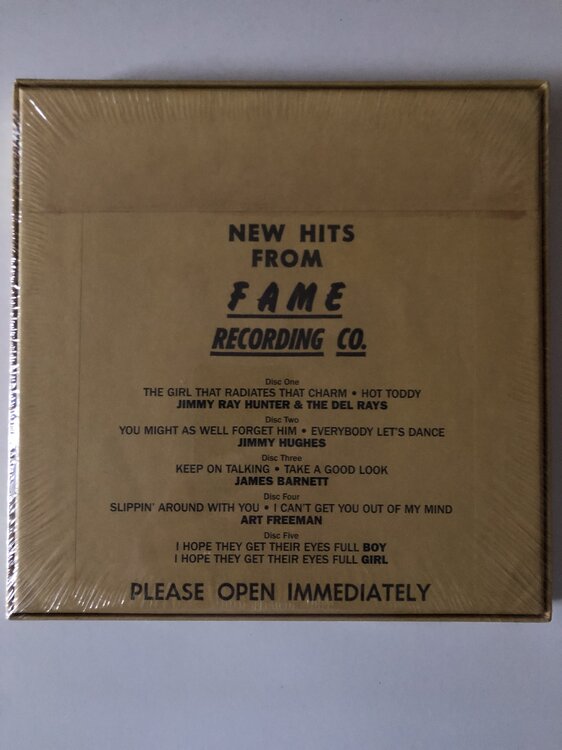 NEW HITS
FROM
FAME
RECORDING CO.
Disc One
THE GIRL THAT RADIATES THAT CHARM • HOT TODDY
JIMMY RAY HUNTER & THE DEL RAYS
Disc Two
YOU MIGHT AS WELL FORGET HIM • EVERYBODY LET'S DANCE
JIMMY HUGHES
Disc Three
KEEP ON TALKING • TAKE A GOOD LOOK
JAMES BARNETT
Disc Four
SLIPPIN' AROUND WITH YOU • I CAN'T GET YOU OUT OF MY MIND
ART FREEMAN
Disc Five
I HOPE THEY GET THEIR EYES FULL BOY
I HOPE THEY GET THEIR EYES FULL GIRL
PLEASE OPEN IMMEDIATELY